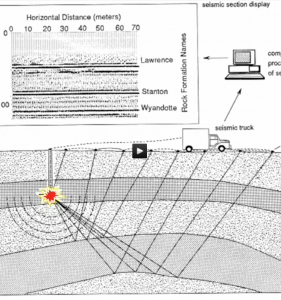 seismic section display
Horizontal Distance (meters)
0 10 20 30 40 50 60 70
0
Lawrence
Stanton
Wyandotte
00
Rock Formation Names
com
proc
of se
seismic truck